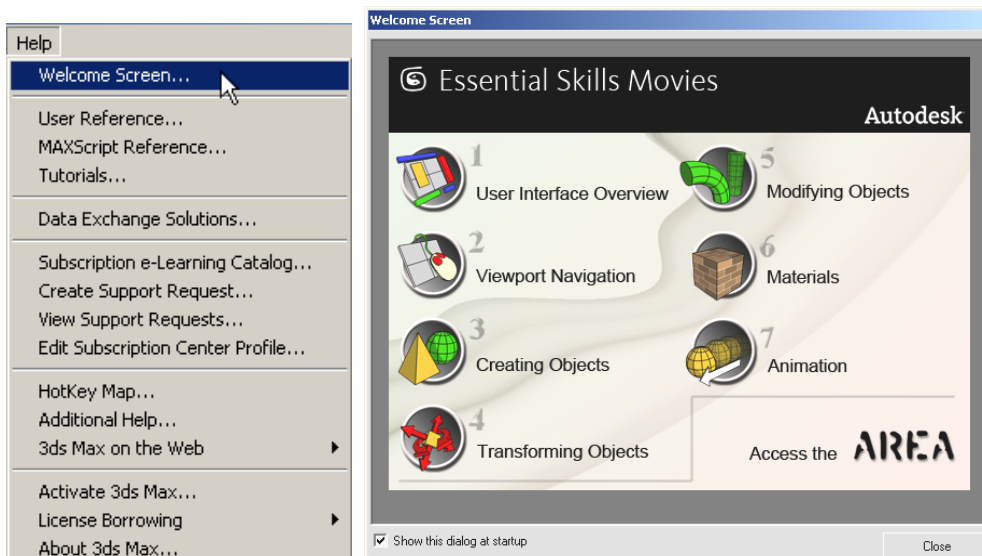 Help
Welcome Screen...
User Reference...
MAXScript Reference...
Tutorials...
Data Exchange Solutions...
Subscription e-Learning Catalog...
Create Support Request...
View Support Requests...
Edit Subscription Center Profile...
HotKey Map...
Additional Help...
3ds Max on the Web
Activate 3ds Max...
License Borrowing
About 3ds Max...
Welcome Screen
Essential Skills Movies
Autodesk
1
User Interface Overview
2
Viewport Navigation
3
Creating Objects
4
Transforming Objects
5
Modifying Objects
6
Materials
7
Animation
Access the AREA
Show this dialog at startup
Close